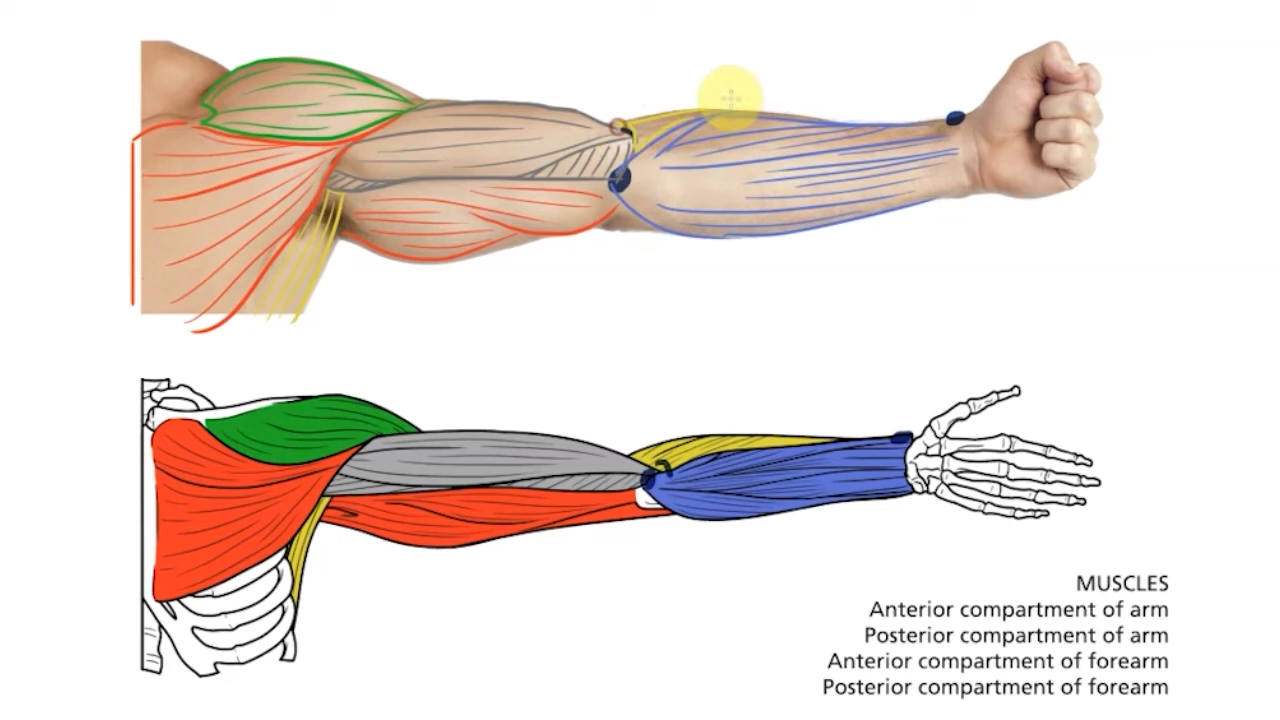 MUSCLES
Anterior compartment of arm
Posterior compartment of arm
Anterior compartment of forearm
Posterior compartment of forearm